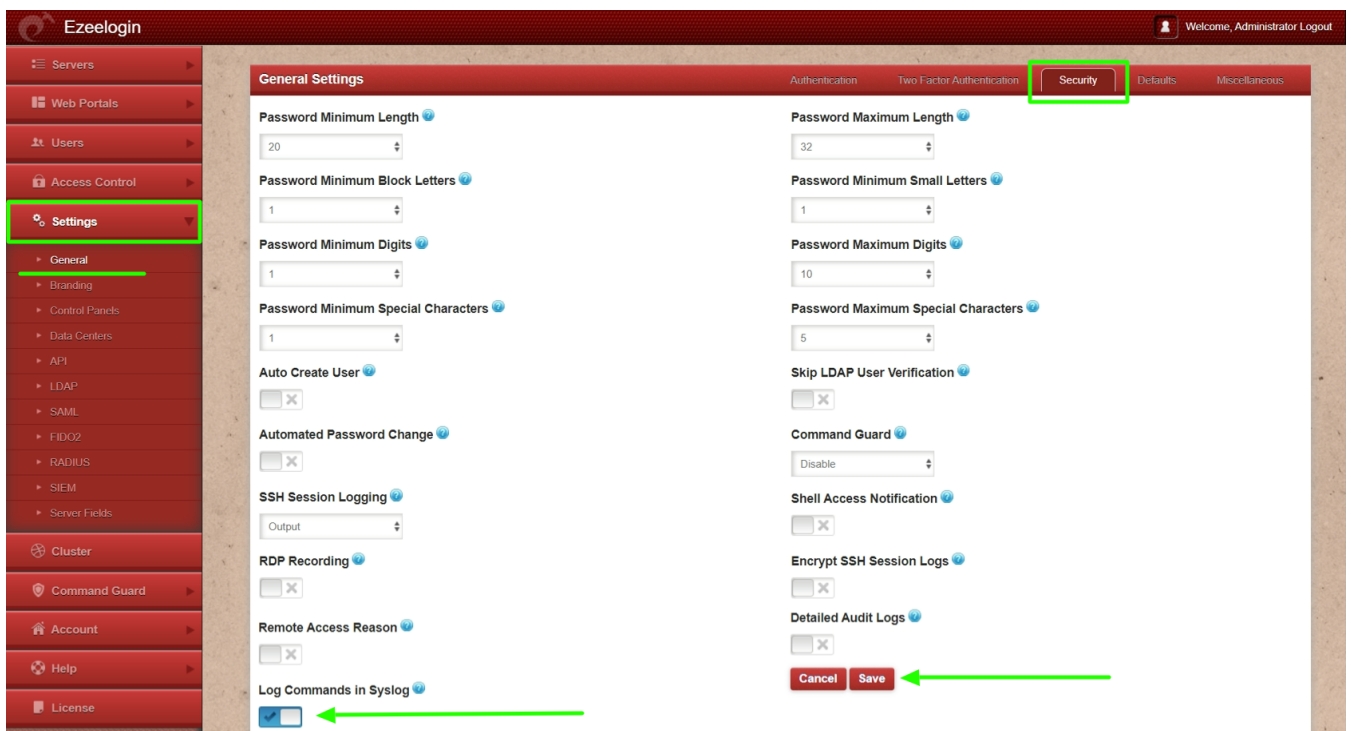 Ezeelogin
Welcome, Administrator Logout
Servers
Web Portals
Users
Access Control
Settings
General
Branding
Control Panels
Data Centers
API
LDAP
SAML
FIDO2
RADIUS
SIEM
Server Fields
Cluster
Command Guard
Account
Help
License
General Settings
Authentication
Two Factor Authentication
Security
Defaults
Miscellaneous
Password Minimum Length
20
Password Maximum Length
32
Password Minimum Block Letters
1
Password Minimum Small Letters
1
Password Minimum Digits
1
Password Maximum Digits
10
Password Minimum Special Characters
1
Password Maximum Special Characters
5
Auto Create User
Skip LDAP User Verification
Automated Password Change
Command Guard
Disable
SSH Session Logging
Output
Shell Access Notification
RDP Recording
Encrypt SSH Session Logs
Remote Access Reason
Detailed Audit Logs
Cancel
Save
Log Commands in Syslog